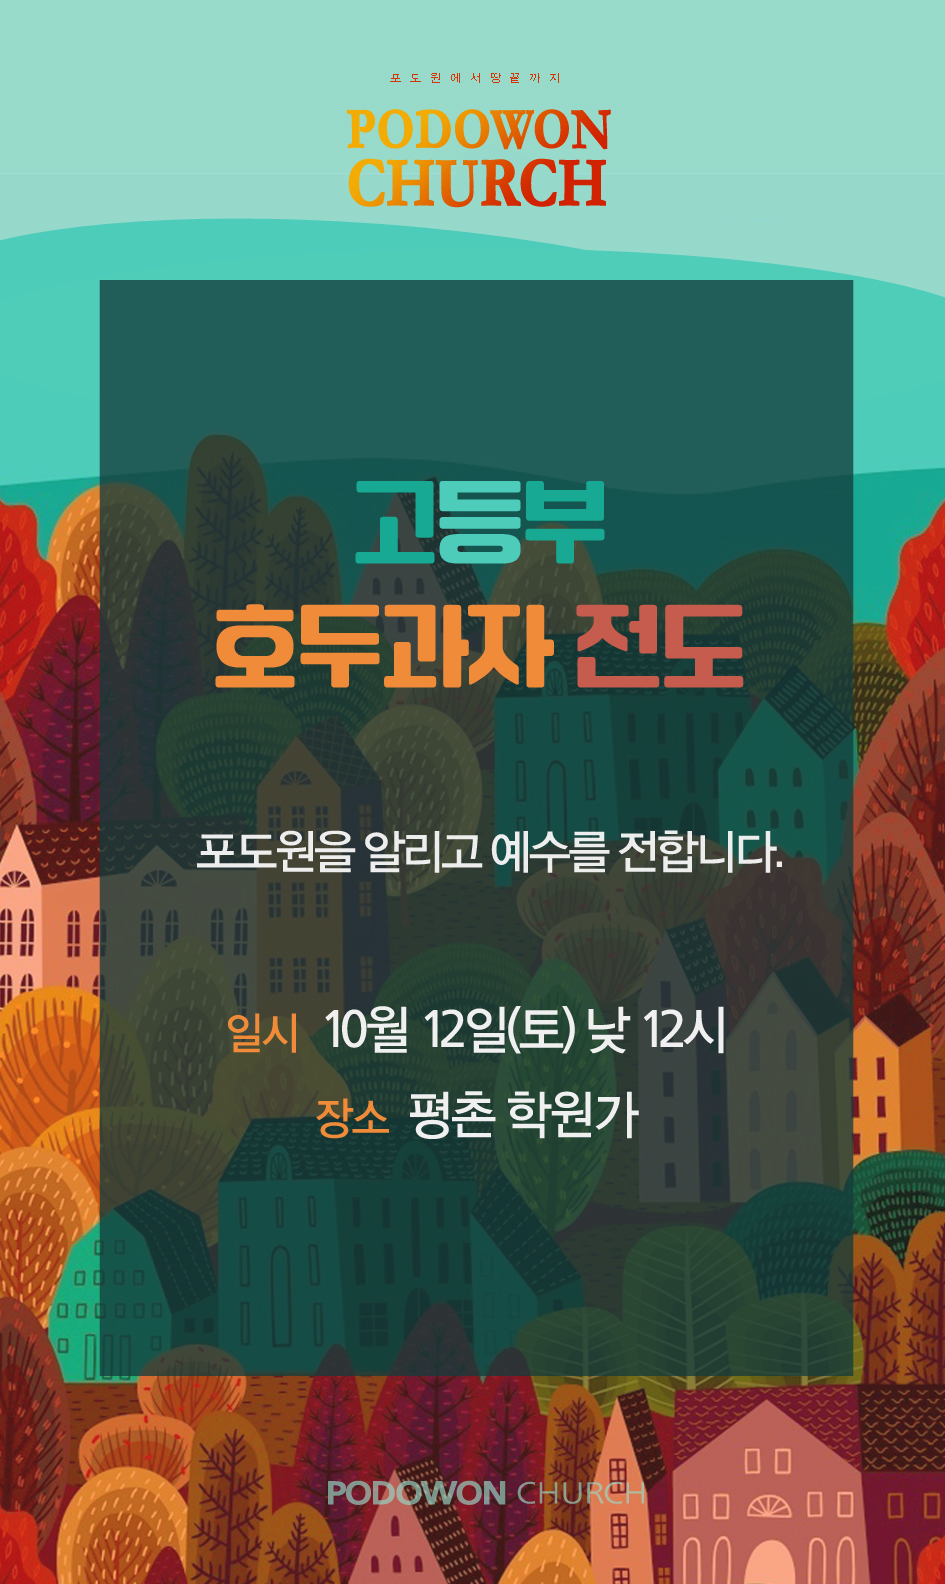 포도원에서땅끝까지
PODOWON
CHURCH
고등부
호두과자 전도
포도원을 알리고 예수를 전합니다.
일시 10월 12일(토) 낮 12시
장소 평촌 학원가
PODOWON CHURCH